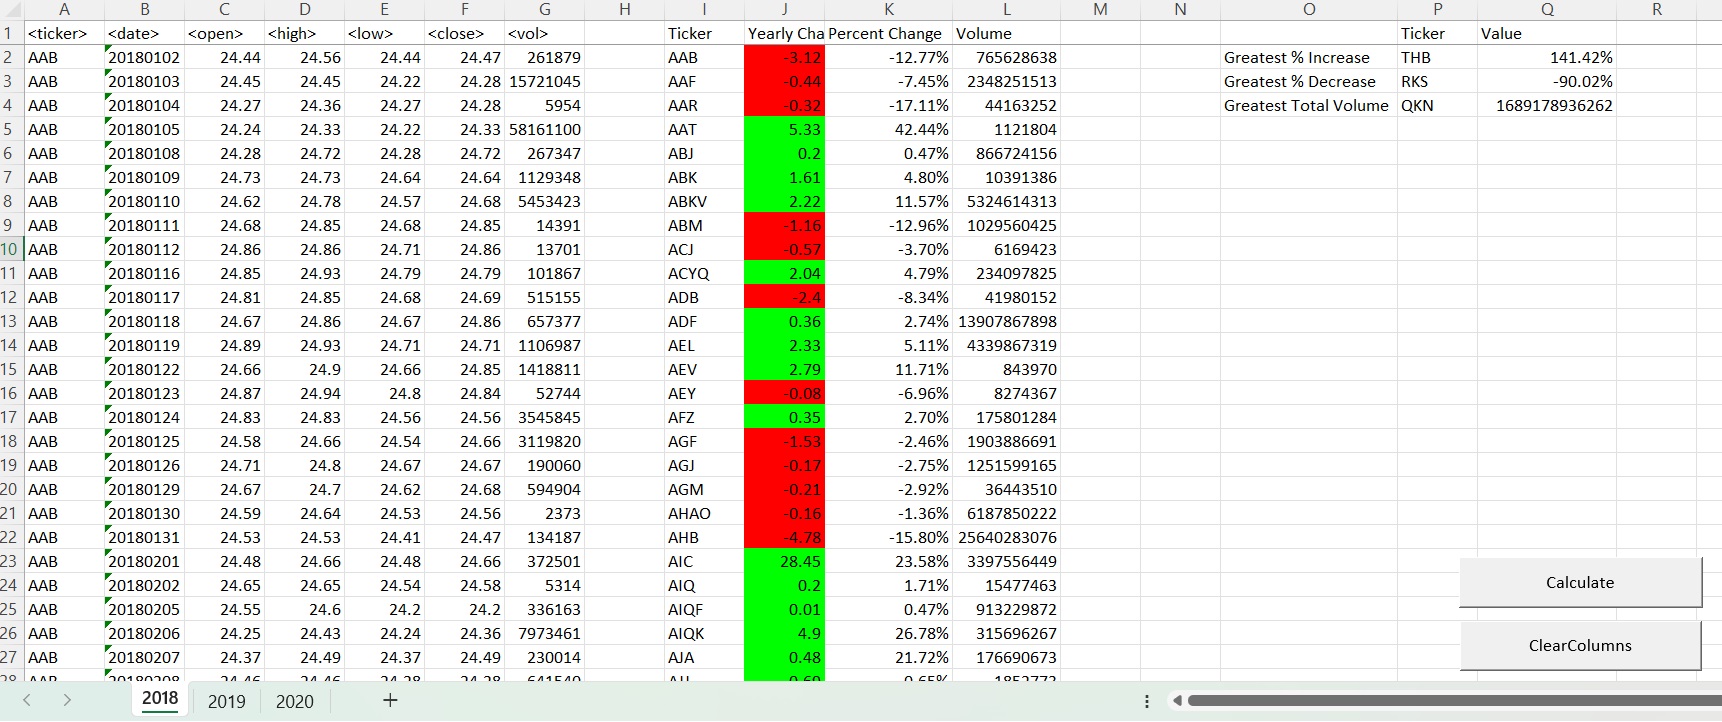 A B C D E F G H I J K L M N O P Q R
1 <ticker> <date> <open> <high> <low> <close> <vol> Ticker Yearly Cha Percent Change Volume Ticker Value
2 AAB 20180102 24.44 24.56 24.44 24.47 261879 AAB -3.12 -12.77% 765628638 Greatest % Increase THB 141.42%
3 AAB 20180103 24.45 24.45 24.22 24.28 15721045 AAF -0.44 -7.45% 2348251513 Greatest % Decrease RKS -90.02%
4 AAB 20180104 24.27 24.36 24.27 24.28 5954 AAR -0.32 -17.11% 44163252 Greatest Total Volume QKN 1689178936262
5 AAB 20180105 24.24 24.33 24.22 24.33 58161100 AAT 5.33 42.44% 1121804
6 AAB 20180108 24.28 24.72 24.28 24.72 267347 ABJ 0.2 0.47% 866724156
7 AAB 20180109 24.73 24.73 24.64 24.64 1129348 ABK 1.61 4.80% 10391386
8 AAB 20180110 24.62 24.78 24.57 24.68 5453423 ABKV 2.22 11.57% 5324614313
9 AAB 20180111 24.68 24.85 24.68 24.85 14391 ABM -1.16 -12.96% 1029560425
10 AAB 20180112 24.86 24.86 24.71 24.86 13701 ACJ -0.57 -3.70% 6169423
11 AAB 20180116 24.85 24.93 24.79 24.79 101867 ACYQ 2.04 4.79% 234097825
12 AAB 20180117 24.81 24.85 24.68 24.69 515155 ADB -2.4 -8.34% 41980152
13 AAB 20180118 24.67 24.86 24.67 24.86 657377 ADF 0.36 2.74% 13907867898
14 AAB 20180119 24.89 24.93 24.71 24.71 1106987 AEL 2.33 5.11% 4339867319
15 AAB 20180122 24.66 24.9 24.66 24.85 1418811 AEV 2.79 11.71% 843970
16 AAB 20180123 24.87 24.94 24.8 24.84 52744 AEY -0.08 -6.96% 8274367
17 AAB 20180124 24.83 24.83 24.56 24.56 3545845 AFZ 0.35 2.70% 175801284
18 AAB 20180125 24.58 24.66 24.54 24.66 3119820 AGF -1.53 -2.46% 1903886691
19 AAB 20180126 24.71 24.8 24.67 24.67 190060 AGJ -0.17 -2.75% 1251599165
20 AAB 20180129 24.67 24.7 24.62 24.68 594904 AGM -0.21 -2.92% 36443510
21 AAB 20180130 24.59 24.64 24.53 24.56 2373 AHAO -0.16 -1.36% 6187850222
22 AAB 20180131 24.53 24.53 24.41 24.47 134187 AHB -4.78 -15.80% 25640283076
23 AAB 20180201 24.48 24.66 24.48 24.66 372501 AIC 28.45 23.58% 3397556449
24 AAB 20180202 24.65 24.65 24.54 24.58 5314 AIQ 0.2 1.71% 15477463
Calculate
25 AAB 20180205 24.55 24.6 24.2 24.2 336163 AIQF 0.01 0.47% 913229872
26 AAB 20180206 24.25 24.43 24.24 24.36 7973461 AIQK 4.9 26.78% 315696267
27 AAB 20180207 24.37 24.49 24.37 24.49 230014 AJA 0.48 21.72% 176690673
ClearColumns
2018 2019 2020